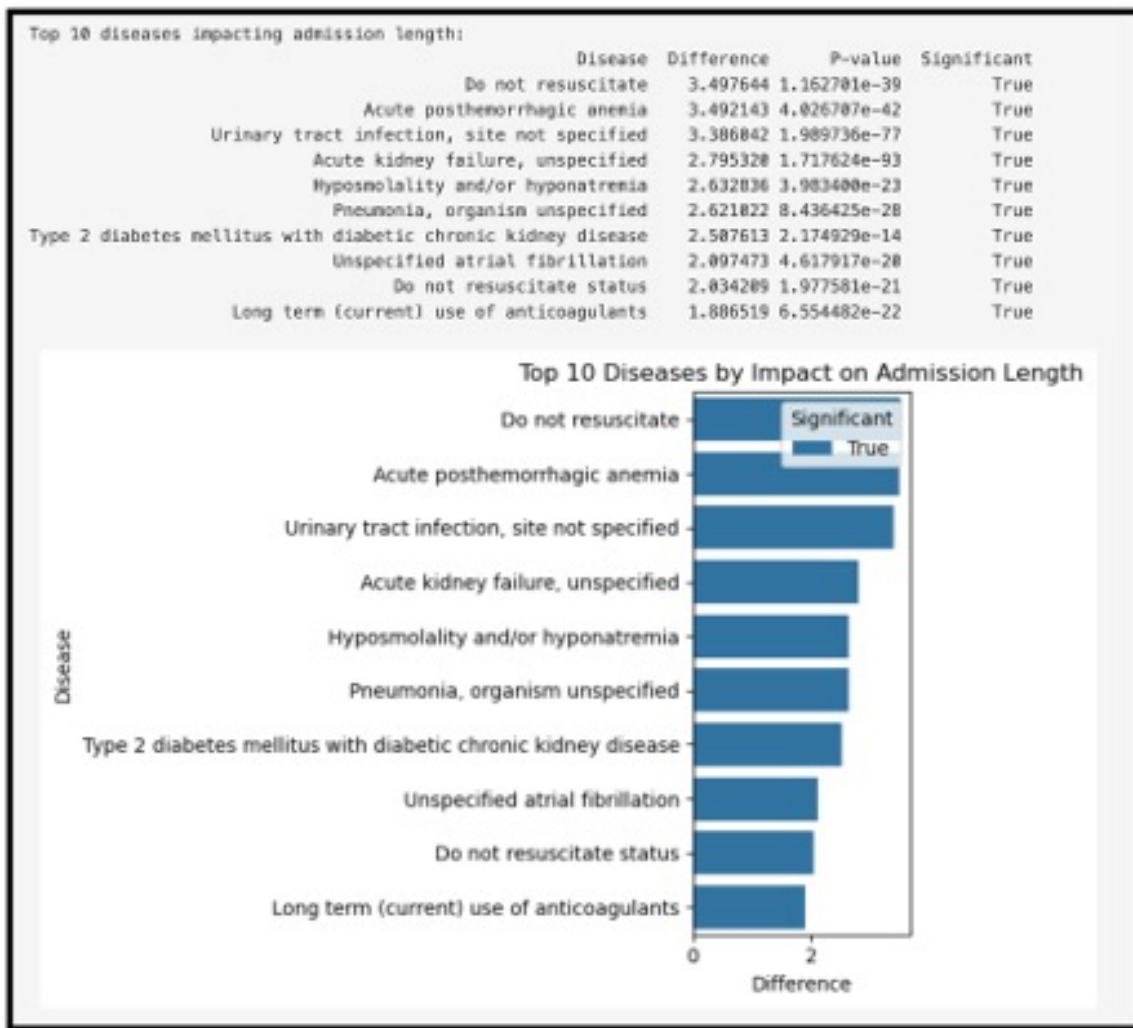 Top 10 diseases impacting admission length:
Disease Difference P-value Significant
Do not resuscitate 3.497644 1.162701e-39 True
Acute posthemorrhagic anemia 3.492143 4.026707e-42 True
Urinary tract infection, site not specified 3.386042 1.989736e-77 True
Acute kidney failure, unspecified 2.795320 1.717624e-93 True
Hyposmolality and/or hyponatremia 2.632836 3.983400e-23 True
Pneumonia, organism unspecified 2.621022 8.436425e-28 True
Type 2 diabetes mellitus with diabetic chronic kidney disease 2.507613 2.174929e-14 True
Unspecified atrial fibrillation 2.097473 4.617917e-20 True
Do not resuscitate status 2.034209 1.977581e-21 True
Long term (current) use of anticoagulants 1.886519 6.554482e-22 True
Top 10 Diseases by Impact on Admission Length
Do not resuscitate
Significant
True
Acute posthemorrhagic anemia
Urinary tract infection, site not specified
Acute kidney failure, unspecified
Hyposmolality and/or hyponatremia
Disease
Pneumonia, organism unspecified
Type 2 diabetes mellitus with diabetic chronic kidney disease
Unspecified atrial fibrillation
Do not resuscitate status
Long term (current) use of anticoagulants
0 2
Difference